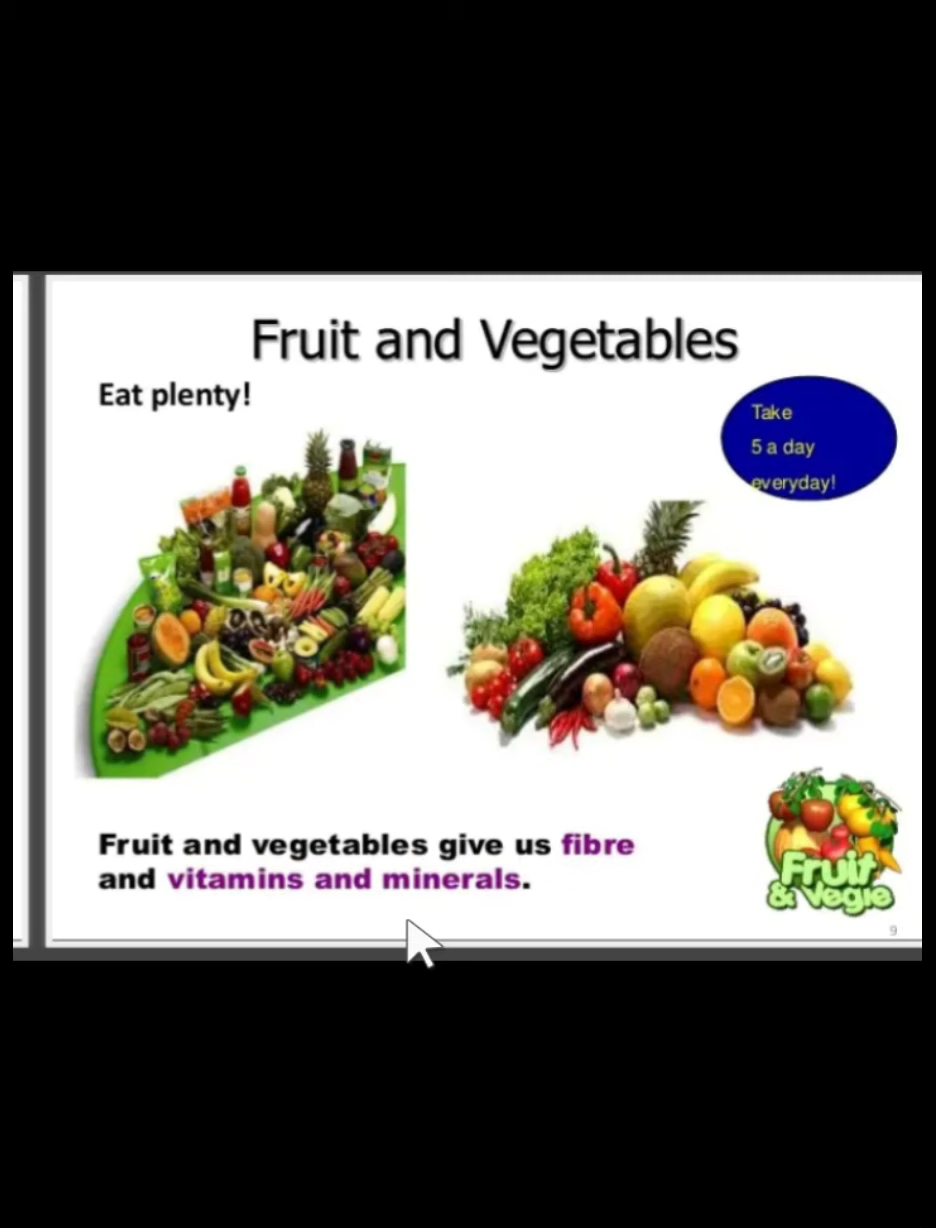 Fruit and Vegetables
Eat plenty!
Take
5 a day
everyday!
Fruit and vegetables give us fibre
and vitamins and minerals.
Fruit
& Vegie
9